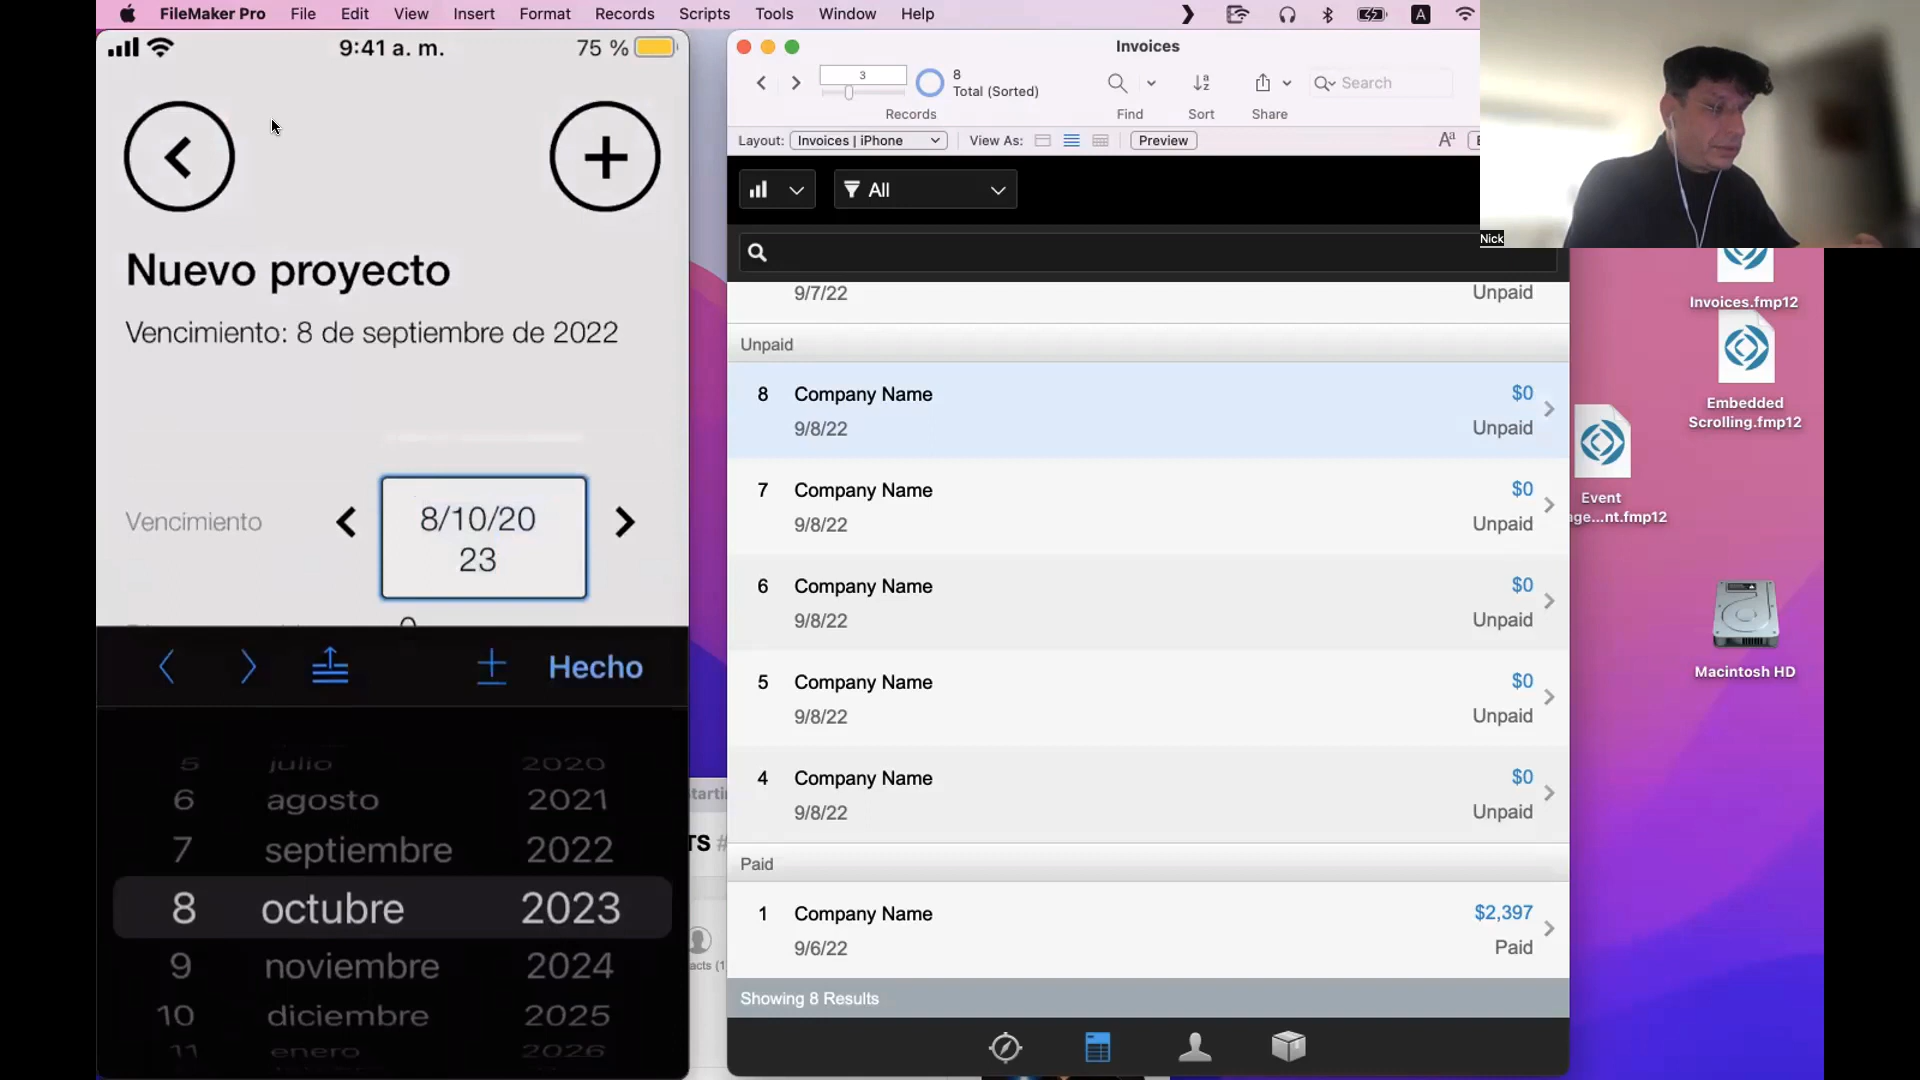 FileMaker Pro File Edit View Insert Format Records Scripts Tools Window Help A
9:41 a. m. 75 %
Nuevo proyecto
Vencimiento: 8 de septiembre de 2022
Vencimiento 8/10/20
23
Hecho
5 julio 2020
6 agosto 2021
7 septiembre 2022
8 octubre 2023
9 noviembre 2024
10 diciembre 2025
11 enero 2026
Invoices
3 8
Total (Sorted)
Search
Records Find Sort Share
Layout: Invoices | iPhone View As: Preview Aa
All
9/7/22 Unpaid
Unpaid
8 Company Name $0
9/8/22 Unpaid
7 Company Name $0
9/8/22 Unpaid
6 Company Name $0
9/8/22 Unpaid
5 Company Name $0
9/8/22 Unpaid
4 Company Name $0
9/8/22 Unpaid
Paid
1 Company Name $2,397
9/6/22 Paid
Showing 8 Results
Nick
Invoices.fmp12
Embedded
Scrolling.fmp12
Event
age...nt.fmp12
Macintosh HD